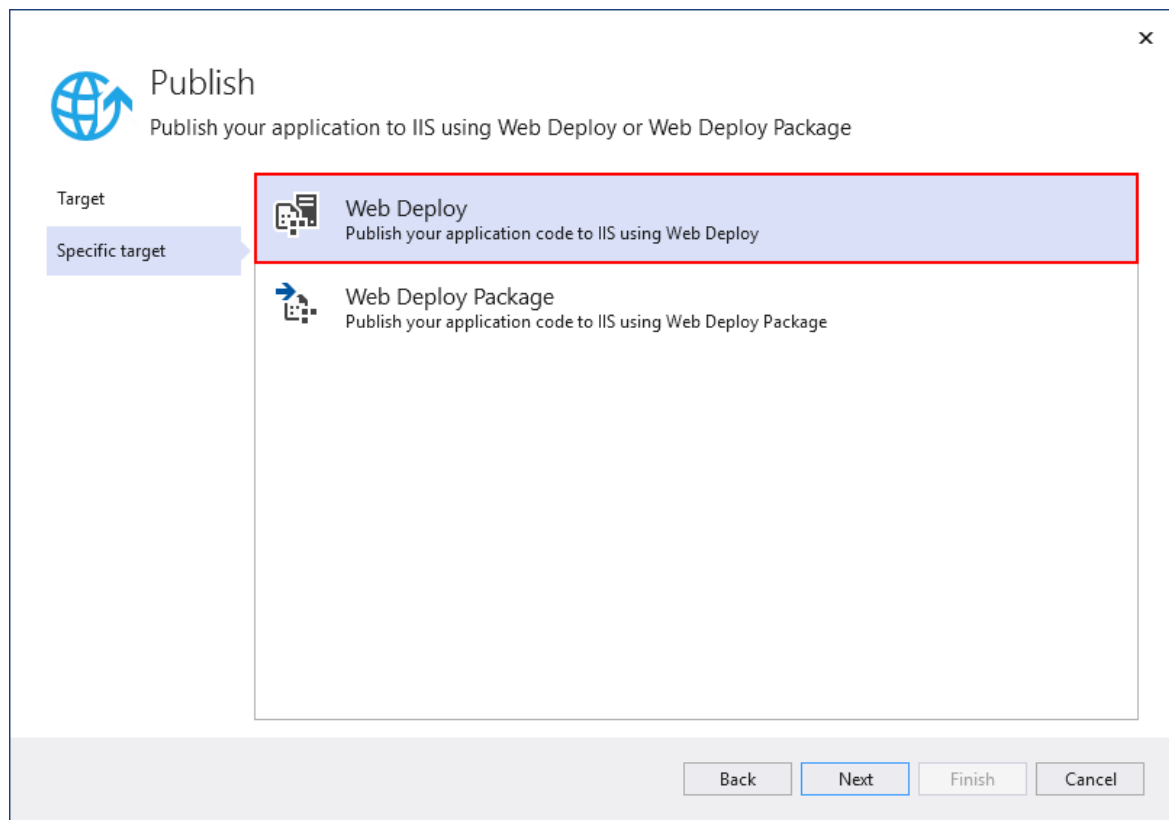 Publish
Publish your application to IIS using Web Deploy or Web Deploy Package
Target
Specific target
Web Deploy
Publish your application code to IIS using Web Deploy
Web Deploy Package
Publish your application code to IIS using Web Deploy Package
Back
Next
Finish
Cancel